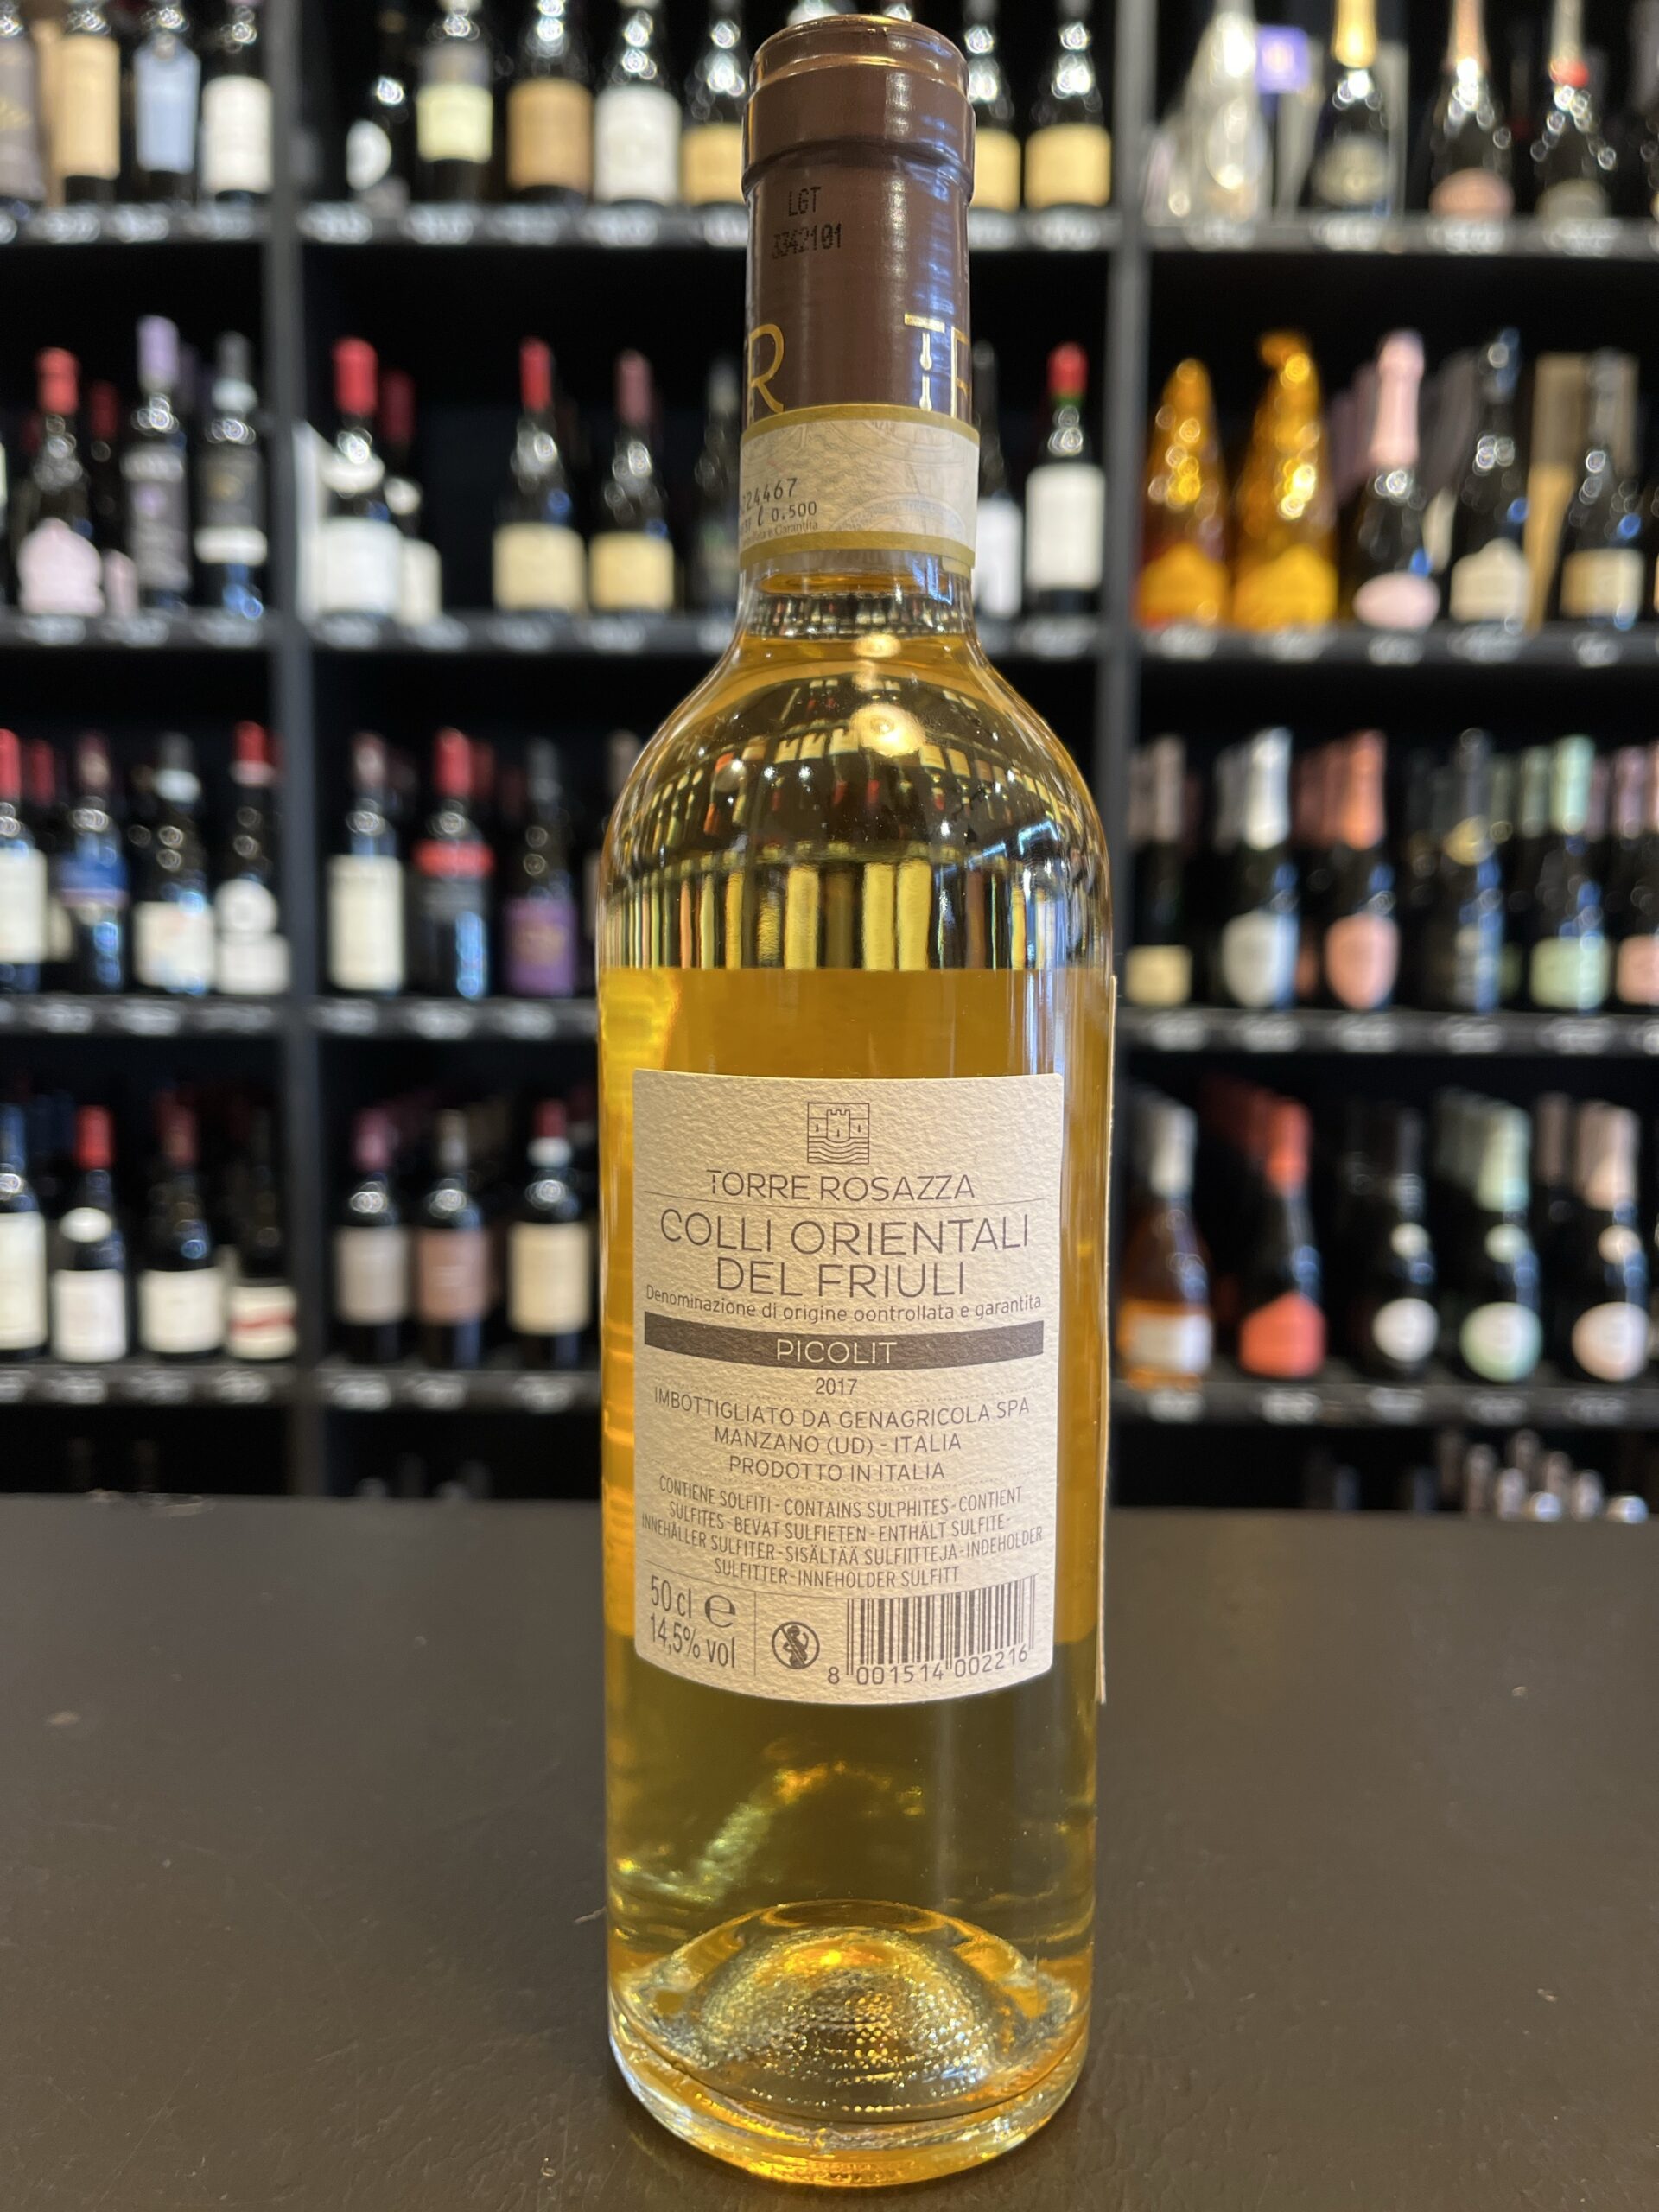 LGT
3342101
R
TR
224467
ℓ 0.500
e Garantita
TORRE ROSAZZA
COLLI ORIENTALI
DEL FRIULI
Denominazione di origine oontrollata e garantita
PICOLIT
2017
IMBOTTIGLIATO DA GENAGRICOLA SPA
MANZANO (UD) - ITALIA
PRODOTTO IN ITALIA
CONTIENE SOLFITI - CONTAINS SULPHITES - CONTIENT
SULFITES - BEVAT SULFIETEN - ENTHÄLT SULFITE -
INNEHÅLLER SULFITER - SISÄLTÄÄ SULFIITTEJA - INDEHOLDER
SULFITTER - INNEHOLDER SULFITT
50 cl e
14,5% vol
8 001514 002216